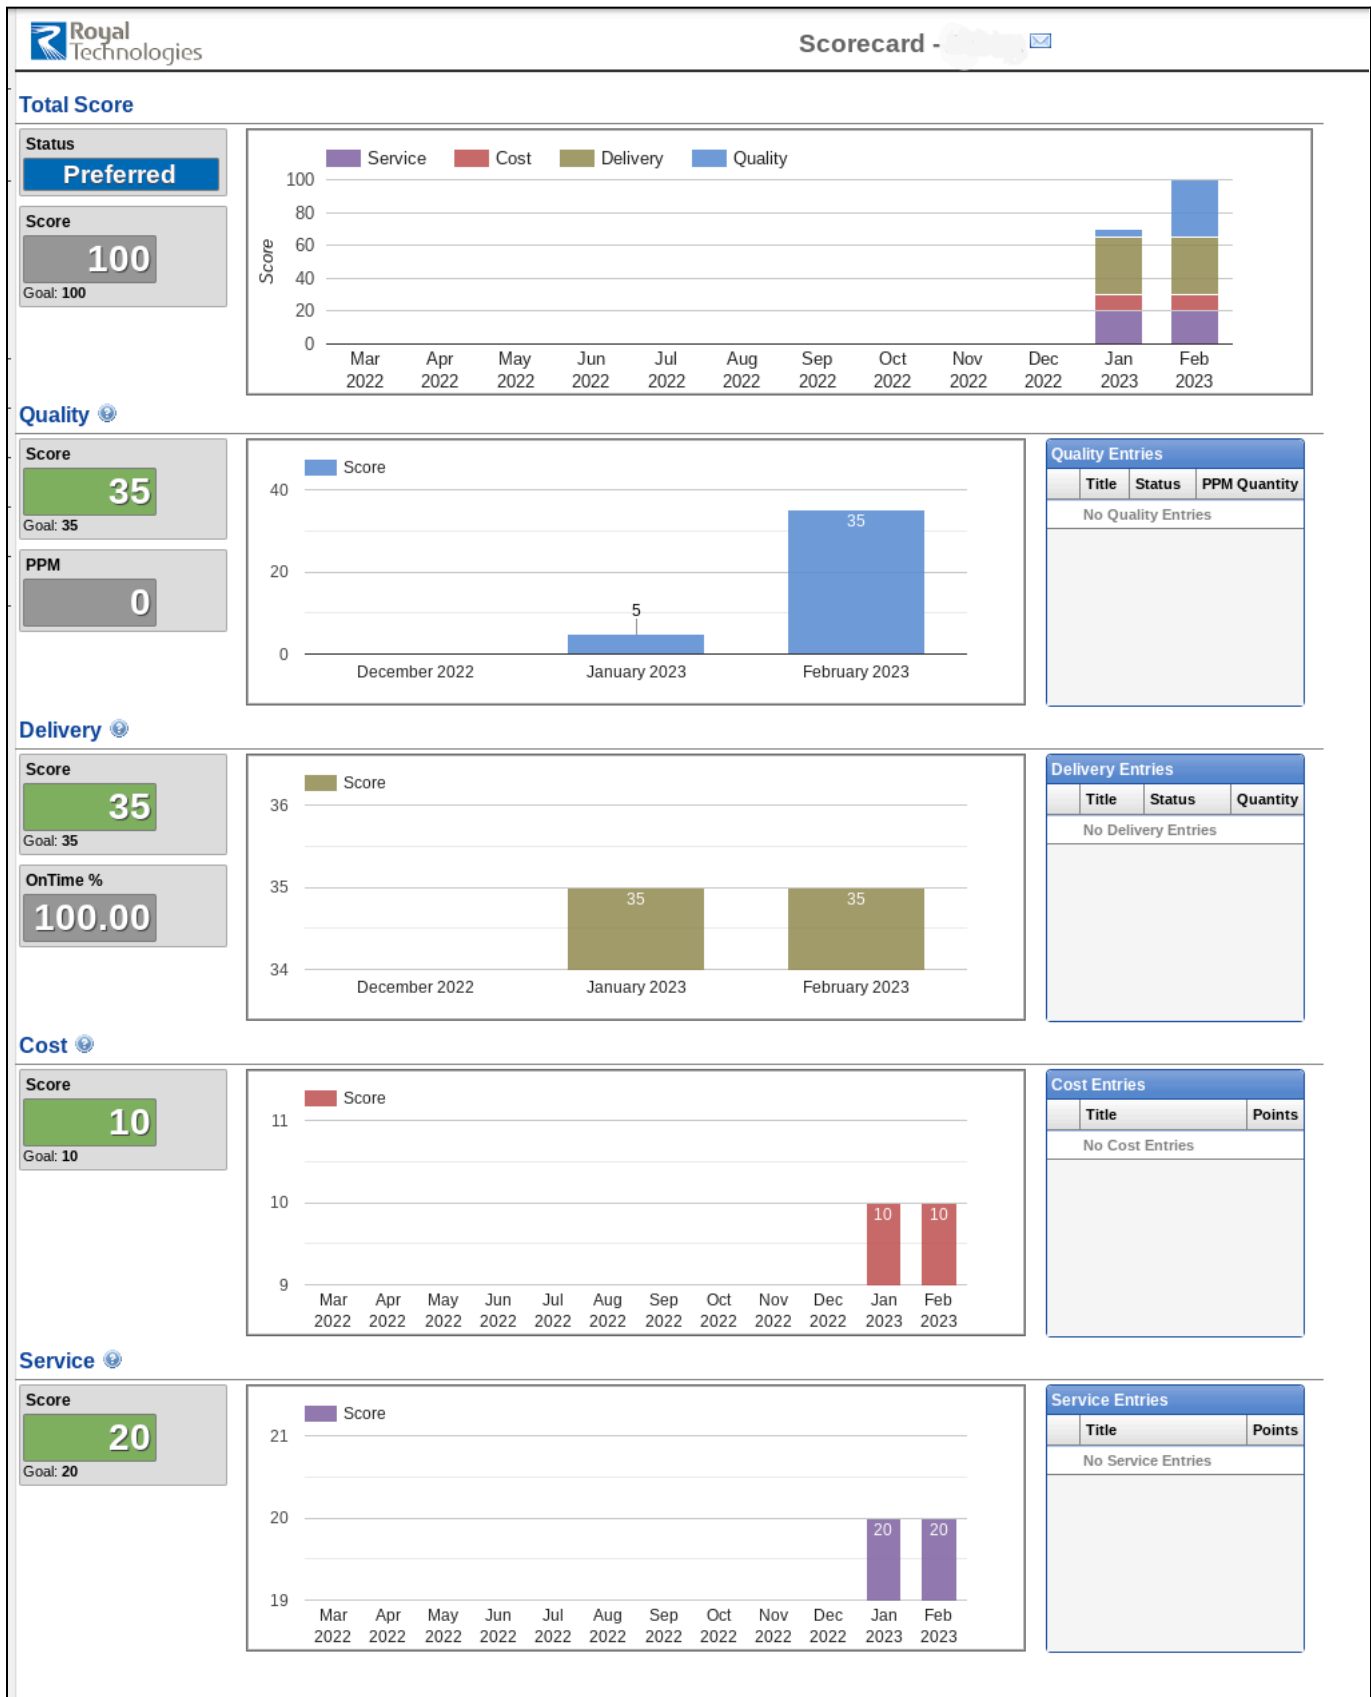 Royal
Technologies
Scorecard -
Total Score
Status
Preferred
Score
100
Goal: 100
Service Cost Delivery Quality
Score
100
80
60
40
20
0
Mar Apr May Jun Jul Aug Sep Oct Nov Dec Jan Feb
2022 2022 2022 2022 2022 2022 2022 2022 2022 2022 2023 2023
Quality
Score
35
Goal: 35
PPM
0
Score
40
20
0
5
35
December 2022 January 2023 February 2023
Quality Entries
Title Status PPM Quantity
No Quality Entries
Delivery
Score
35
Goal: 35
OnTime %
100.00
Score
36
35
34
35 35
December 2022 January 2023 February 2023
Delivery Entries
Title Status Quantity
No Delivery Entries
Cost
Score
10
Goal: 10
Score
11
10
9
10 10
Mar Apr May Jun Jul Aug Sep Oct Nov Dec Jan Feb
2022 2022 2022 2022 2022 2022 2022 2022 2022 2022 2023 2023
Cost Entries
Title Points
No Cost Entries
Service
Score
20
Goal: 20
Score
21
20
19
20 20
Mar Apr May Jun Jul Aug Sep Oct Nov Dec Jan Feb
2022 2022 2022 2022 2022 2022 2022 2022 2022 2022 2023 2023
Service Entries
Title Points
No Service Entries